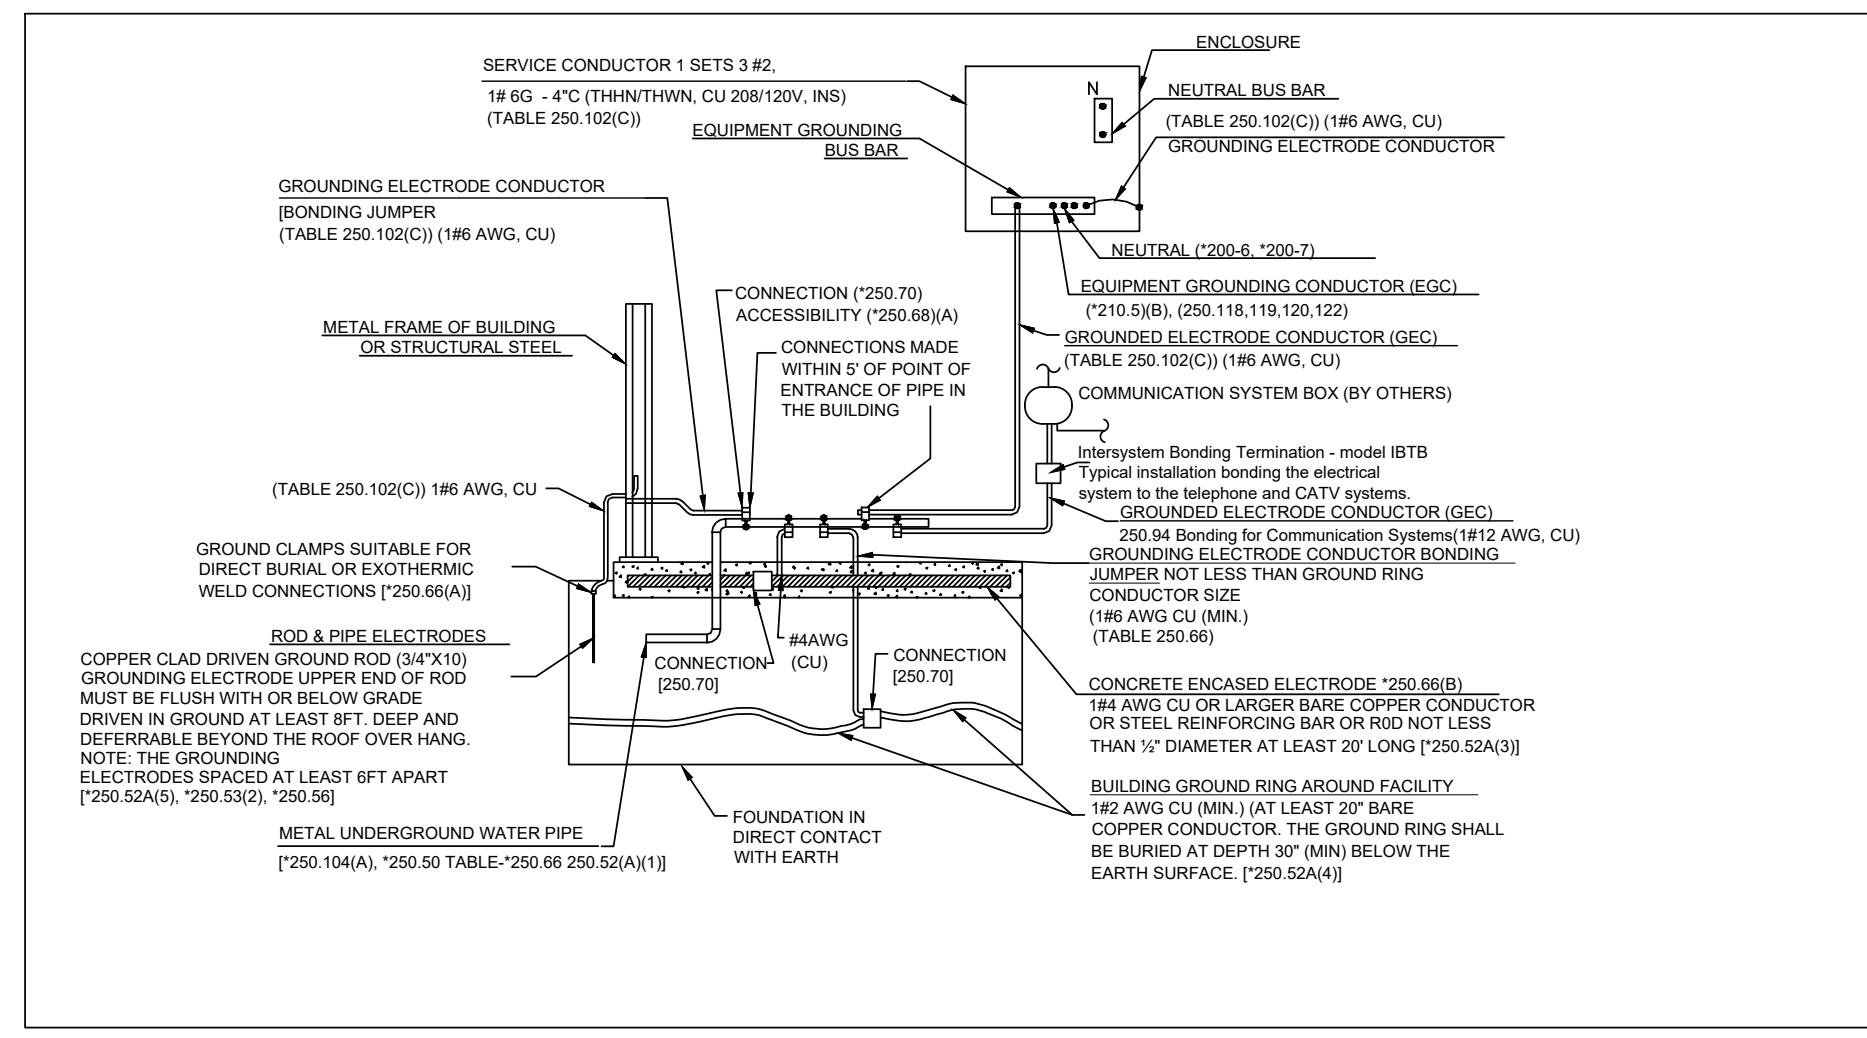 ENCLOSURE
SERVICE CONDUCTOR 1 SETS 3 #2,
1# 6G - 4"C (THHN/THWN, CU 208/120V, INS)
(TABLE 250.102(C))
N
NEUTRAL BUS BAR
(TABLE 250.102(C)) (1#6 AWG, CU)
GROUNDING ELECTRODE CONDUCTOR
EQUIPMENT GROUNDING
BUS BAR
GROUNDING ELECTRODE CONDUCTOR
[BONDING JUMPER
(TABLE 250.102(C)) (1#6 AWG, CU)
NEUTRAL (*200-6, *200-7)
EQUIPMENT GROUNDING CONDUCTOR (EGC)
(*210.5)(B), (250.118,119,120,122)
CONNECTION (*250.70)
ACCESSIBILITY (*250.68)(A)
METAL FRAME OF BUILDING
OR STRUCTURAL STEEL
CONNECTIONS MADE
WITHIN 5' OF POINT OF
ENTRANCE OF PIPE IN
THE BUILDING
GROUNDED ELECTRODE CONDUCTOR (GEC)
(TABLE 250.102(C)) (1#6 AWG, CU)
COMMUNICATION SYSTEM BOX (BY OTHERS)
Intersystem Bonding Termination - model IBTB
Typical installation bonding the electrical
system to the telephone and CATV systems.
GROUNDED ELECTRODE CONDUCTOR (GEC)
250.94 Bonding for Communication Systems(1#12 AWG, CU)
(TABLE 250.102(C)) 1#6 AWG, CU
GROUND CLAMPS SUITABLE FOR
DIRECT BURIAL OR EXOTHERMIC
WELD CONNECTIONS [*250.66(A)]
GROUNDING ELECTRODE CONDUCTOR BONDING
JUMPER NOT LESS THAN GROUND RING
CONDUCTOR SIZE
(1#6 AWG CU (MIN.)
(TABLE 250.66)
ROD & PIPE ELECTRODES
COPPER CLAD DRIVEN GROUND ROD (3/4"X10)
GROUNDING ELECTRODE UPPER END OF ROD
MUST BE FLUSH WITH OR BELOW GRADE
DRIVEN IN GROUND AT LEAST 8FT. DEEP AND
DEFERRABLE BEYOND THE ROOF OVER HANG.
NOTE: THE GROUNDING
ELECTRODES SPACED AT LEAST 6FT APART
[*250.52A(5), *250.53(2), *250.56]
CONNECTION
[250.70]
#4AWG
(CU)
CONNECTION
[250.70]
CONCRETE ENCASED ELECTRODE *250.66(B)
1#4 AWG CU OR LARGER BARE COPPER CONDUCTOR
OR STEEL REINFORCING BAR OR R0D NOT LESS
THAN ½" DIAMETER AT LEAST 20' LONG [*250.52A(3)]
BUILDING GROUND RING AROUND FACILITY
1#2 AWG CU (MIN.) (AT LEAST 20" BARE
COPPER CONDUCTOR. THE GROUND RING SHALL
BE BURIED AT DEPTH 30" (MIN) BELOW THE
EARTH SURFACE. [*250.52A(4)]
METAL UNDERGROUND WATER PIPE
[*250.104(A), *250.50 TABLE-*250.66 250.52(A)(1)]
FOUNDATION IN
DIRECT CONTACT
WITH EARTH